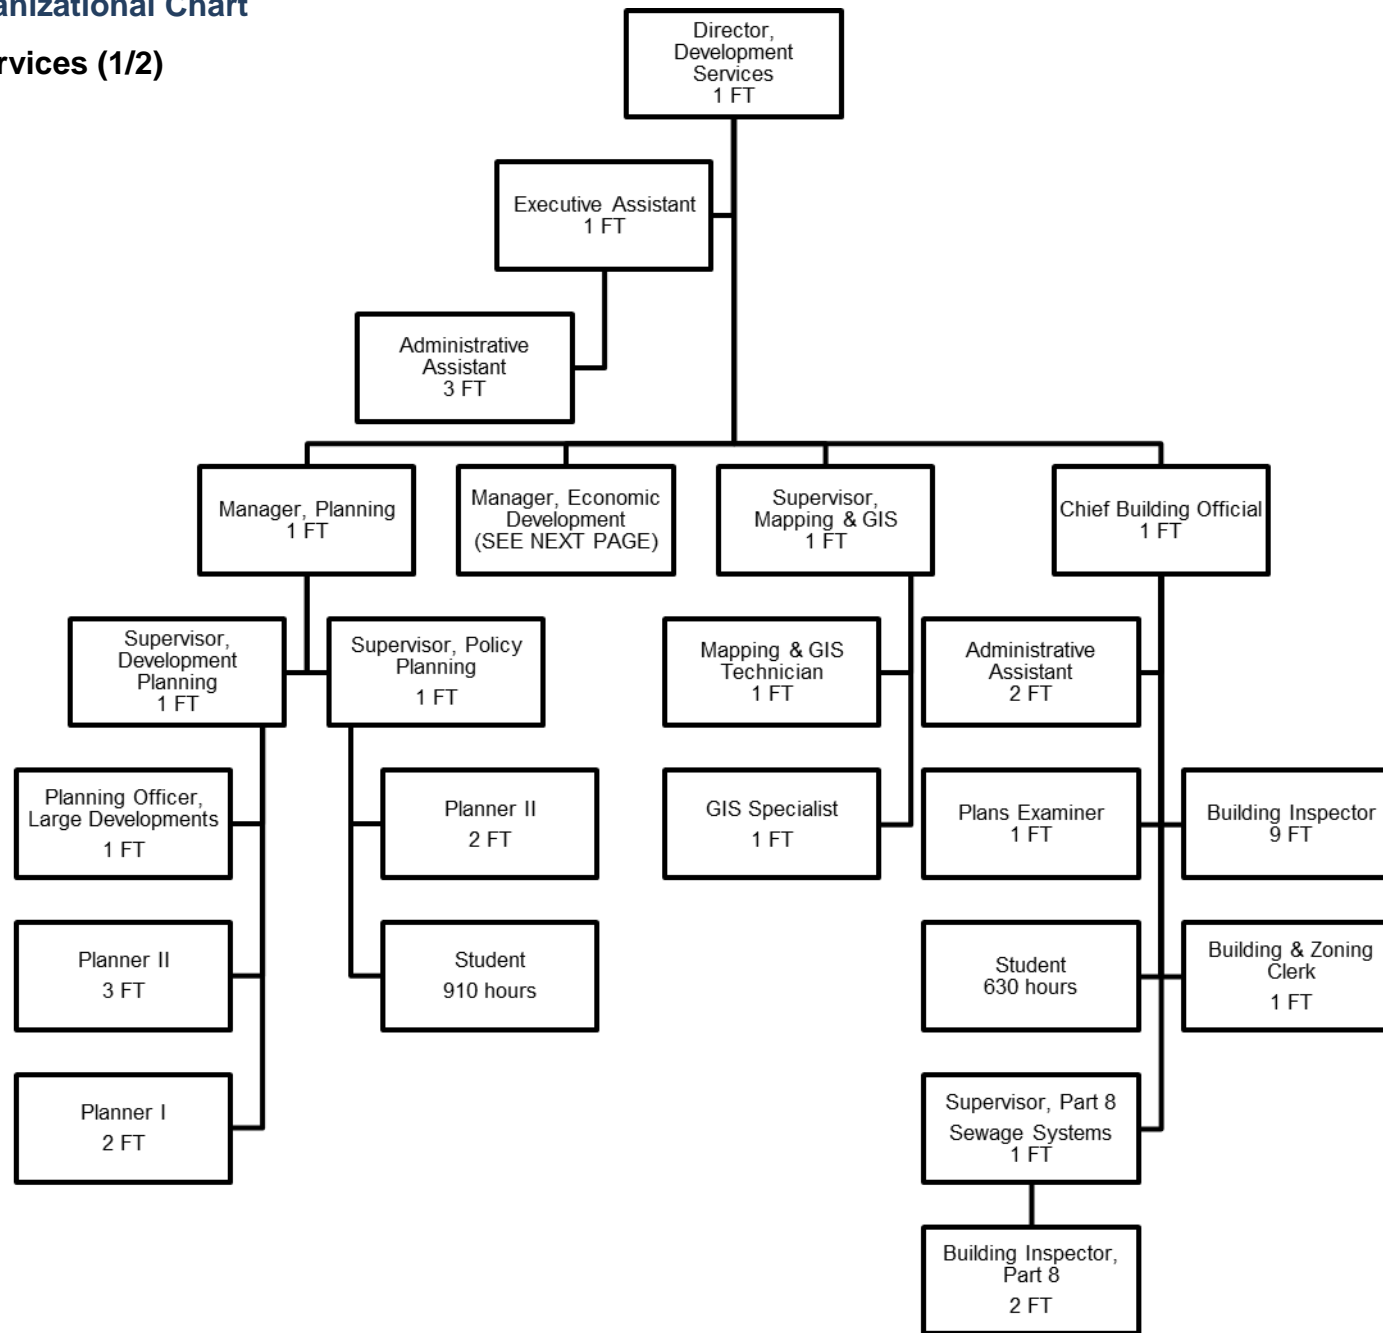 anizational Chart
rvices (1/2)
Director,
Development
Services
1 FT
Executive Assistant
1 FT
Administrative
Assistant
3 FT
Manager, Planning
1 FT
Manager, Economic
Development
(SEE NEXT PAGE)
Supervisor,
Mapping & GIS
1 FT
Chief Building Official
1 FT
Supervisor,
Development
Planning
1 FT
Supervisor, Policy
Planning
1 FT
Mapping & GIS
Technician
1 FT
Administrative
Assistant
2 FT
Planning Officer,
Large Developments
1 FT
Planner II
2 FT
GIS Specialist
1 FT
Plans Examiner
1 FT
Building Inspector
9 FT
Planner II
3 FT
Student
910 hours
Student
630 hours
Building & Zoning
Clerk
1 FT
Planner I
2 FT
Supervisor, Part 8
Sewage Systems
1 FT
Building Inspector,
Part 8
2 FT